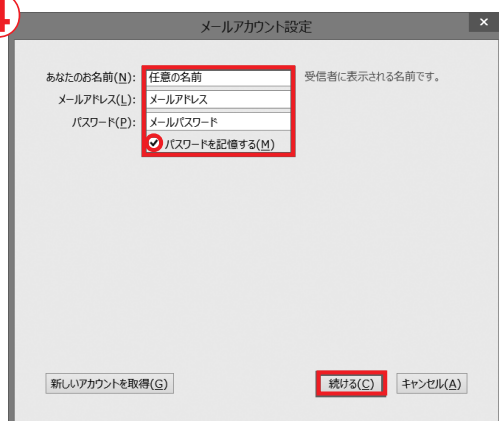 4
メールアカウント設定
×
あなたのお名前(N): 任意の名前 受信者に表示される名前です。
メールアドレス(L): メールアドレス
パスワード(P): メールパスワード
パスワードを記憶する(M)
新しいアカウントを取得(G) 続ける(C) キャンセル(A)